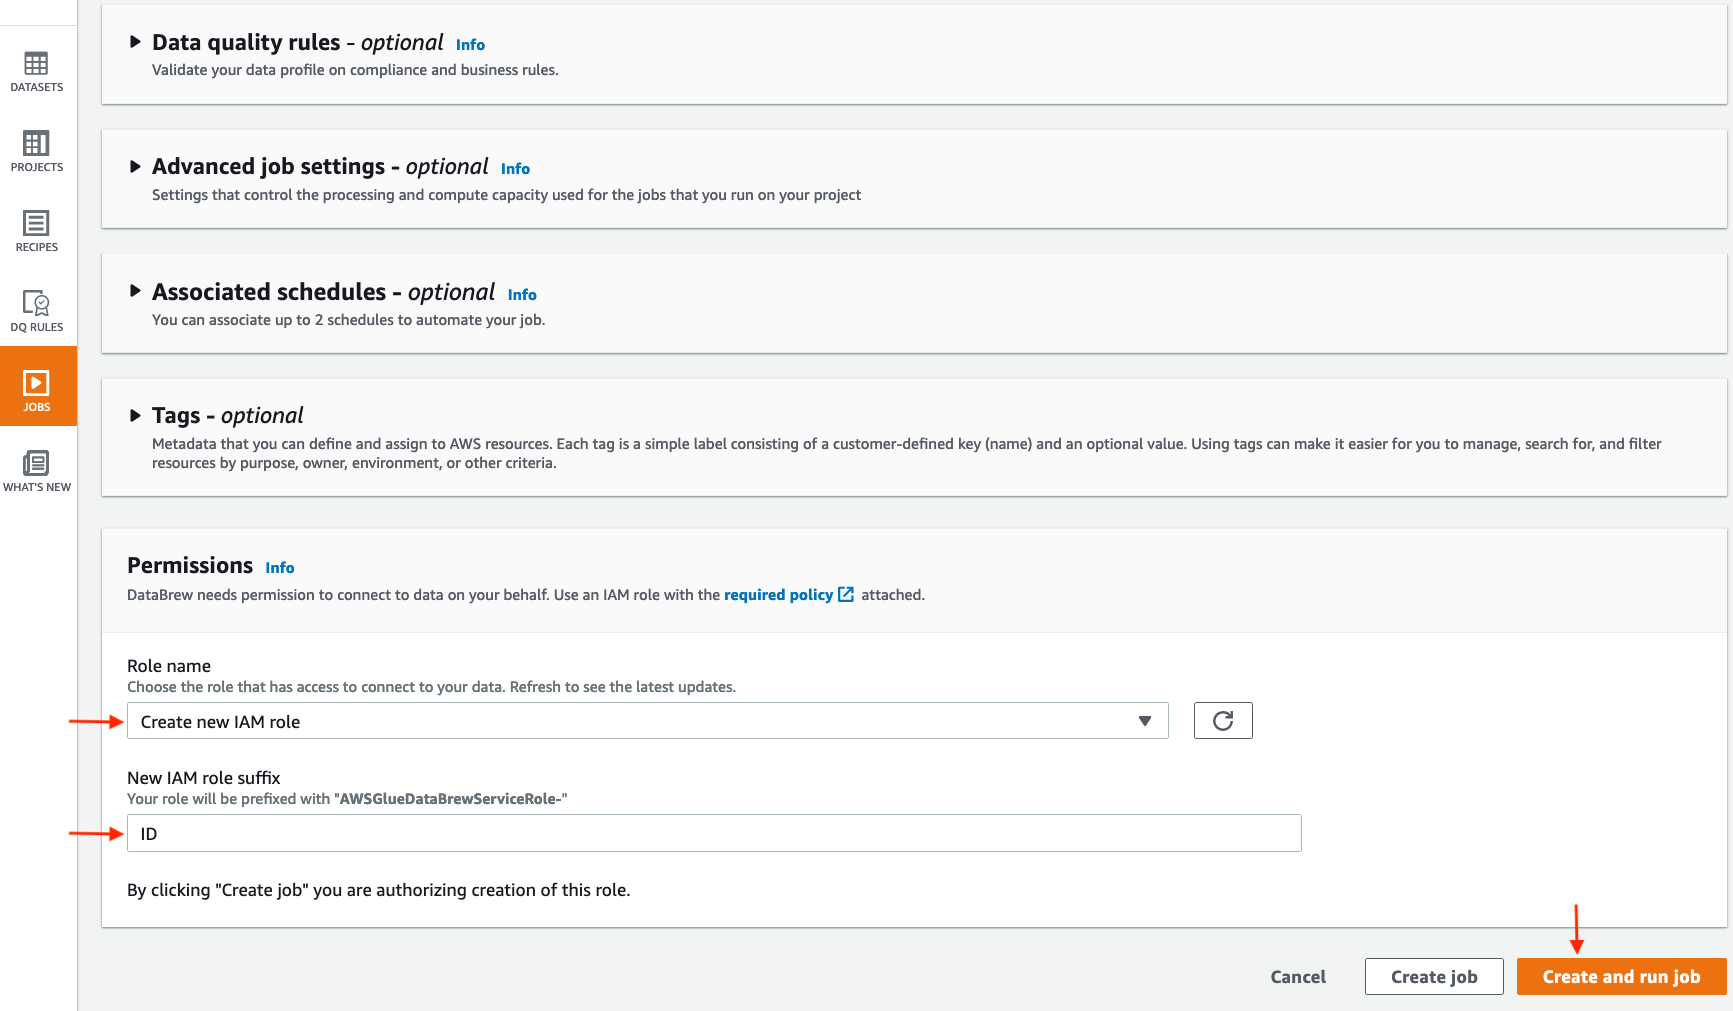 DATASETS
PROJECTS
RECIPES
DQ RULES
JOBS
WHAT'S NEW
Data quality rules - optional Info
Validate your data profile on compliance and business rules.
Advanced job settings - optional Info
Settings that control the processing and compute capacity used for the jobs that you run on your project
Associated schedules - optional Info
You can associate up to 2 schedules to automate your job.
Tags - optional
Metadata that you can define and assign to AWS resources. Each tag is a simple label consisting of a customer-defined key (name) and an optional value. Using tags can make it easier for you to manage, search for, and filter
resources by purpose, owner, environment, or other criteria.
Permissions Info
DataBrew needs permission to connect to data on your behalf. Use an IAM role with the required policy attached.
Role name
Choose the role that has access to connect to your data. Refresh to see the latest updates.
Create new IAM role
New IAM role suffix
Your role will be prefixed with "AWSGlueDataBrewServiceRole-"
ID
By clicking "Create job" you are authorizing creation of this role.
Cancel Create job Create and run job